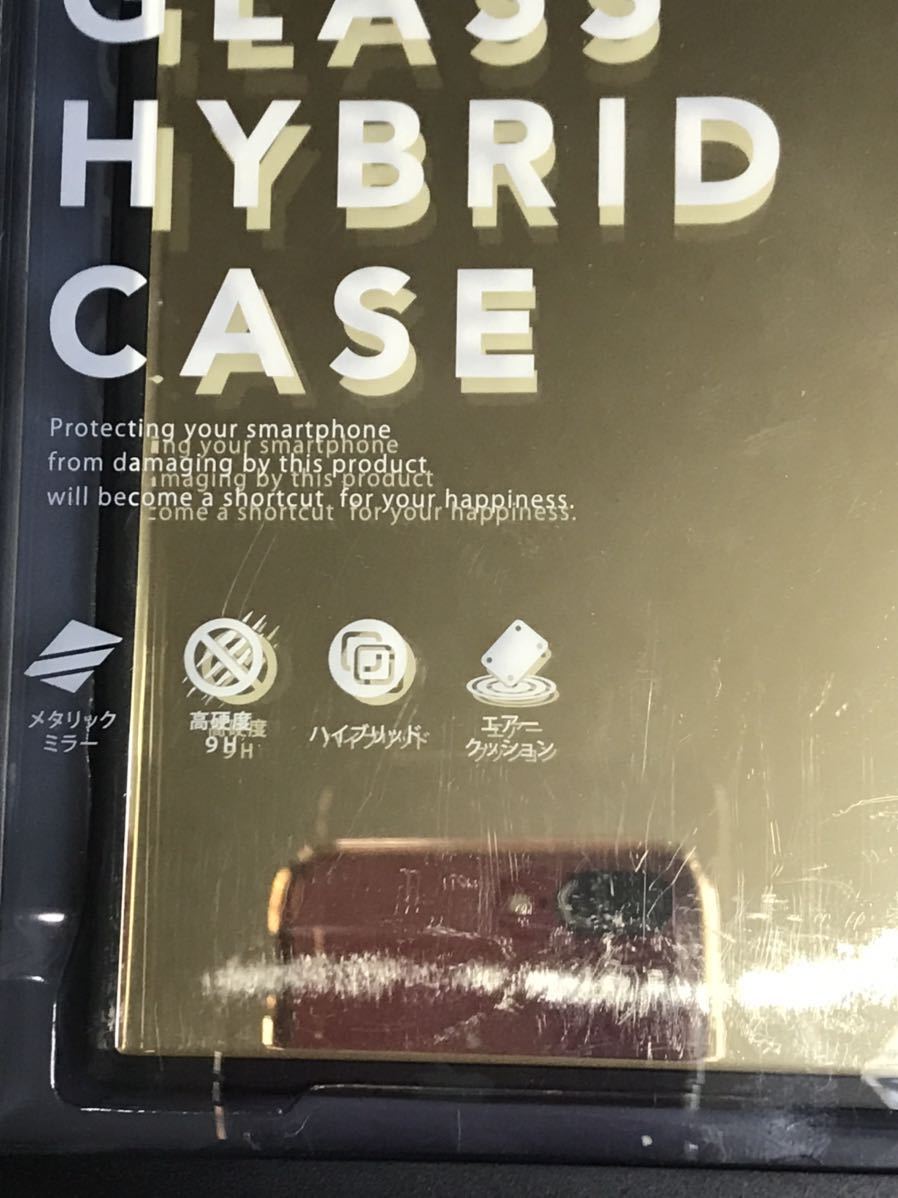 GLASS
HYBRID
CASE
Protecting your smartphone
from damaging by this product
will become a shortcut for your happiness.
メタリック
ミラー
高硬度
9H
ハイブリッド
エアー
クッション